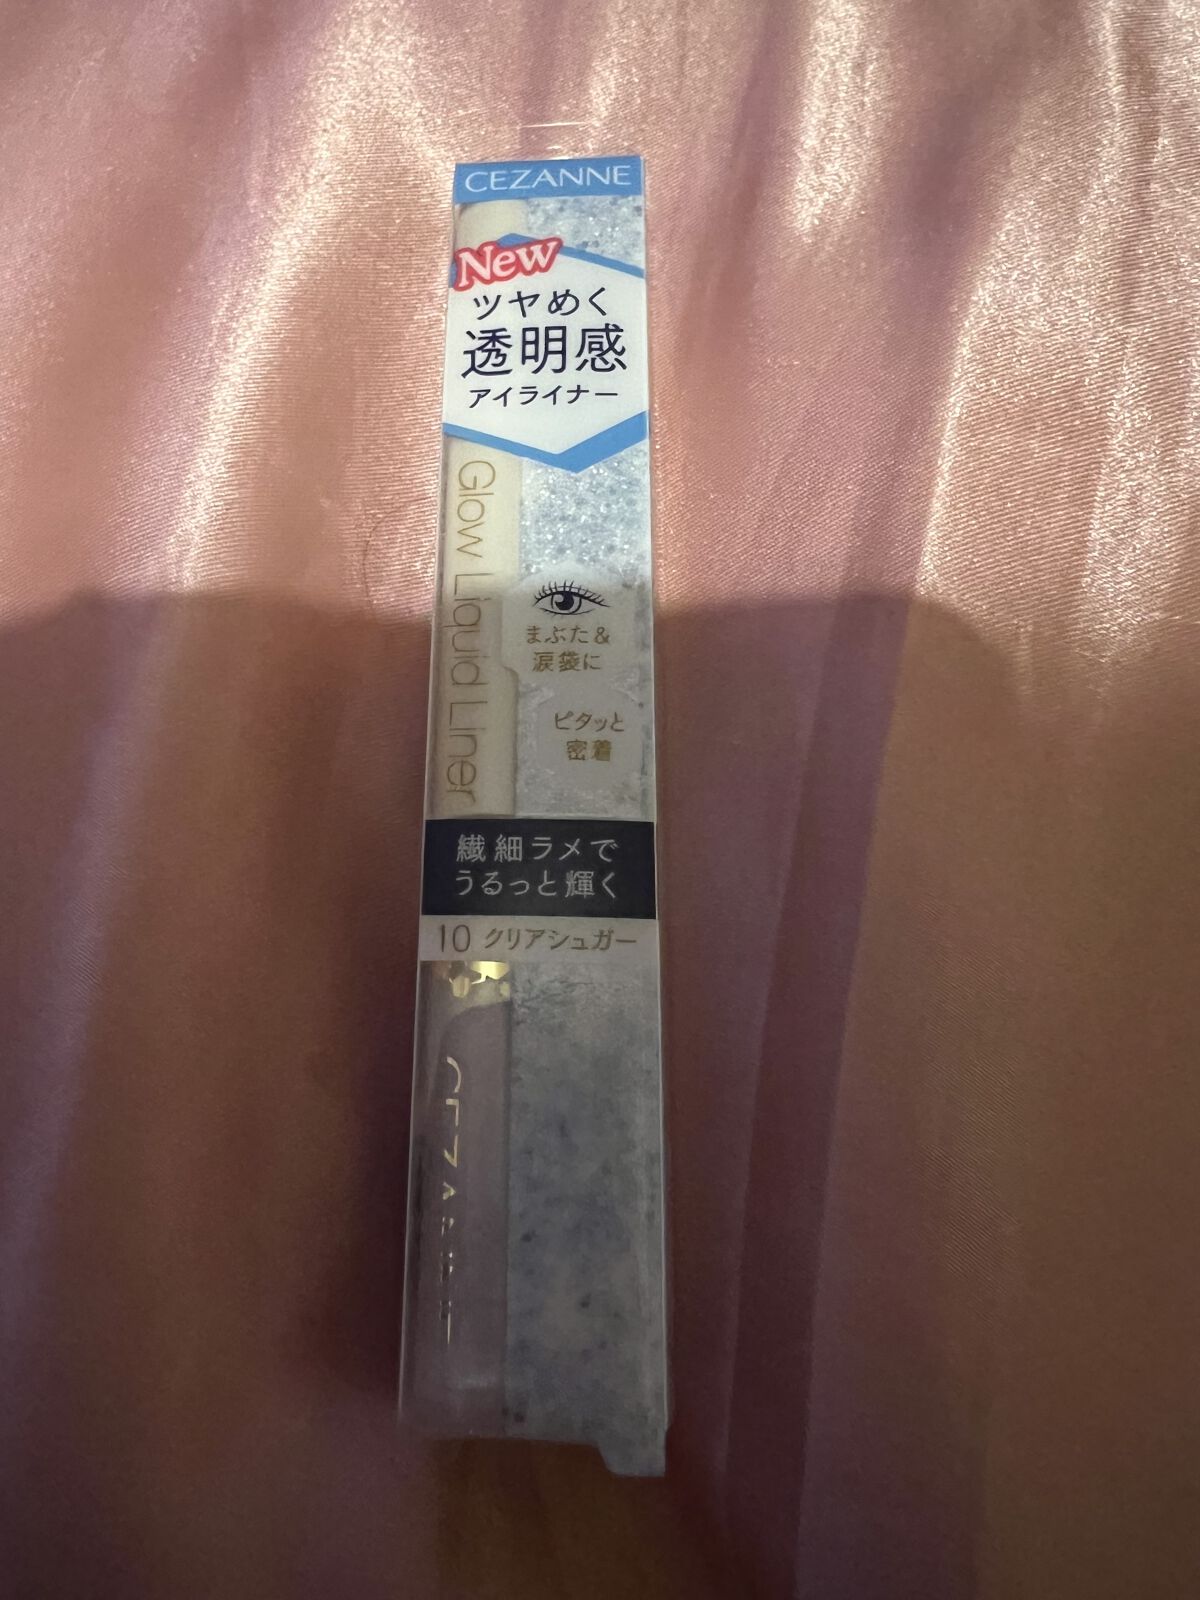 CEZANNE
New
ツヤめく
透明感
アイライナー
Glow Liquid Liner
まぶた&
涙袋に
ピタッと
密着
繊細ラメで
うるっと輝く
10 クリアシュガー